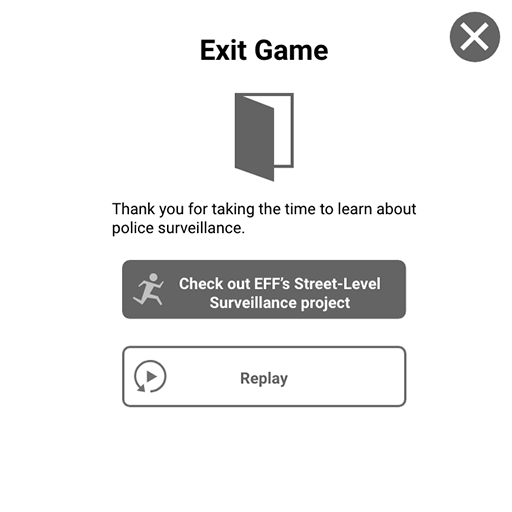 Exit Game
Thank you for taking the time to learn about
police surveillance.
Check out EFF’s Street-Level
Surveillance project
Replay